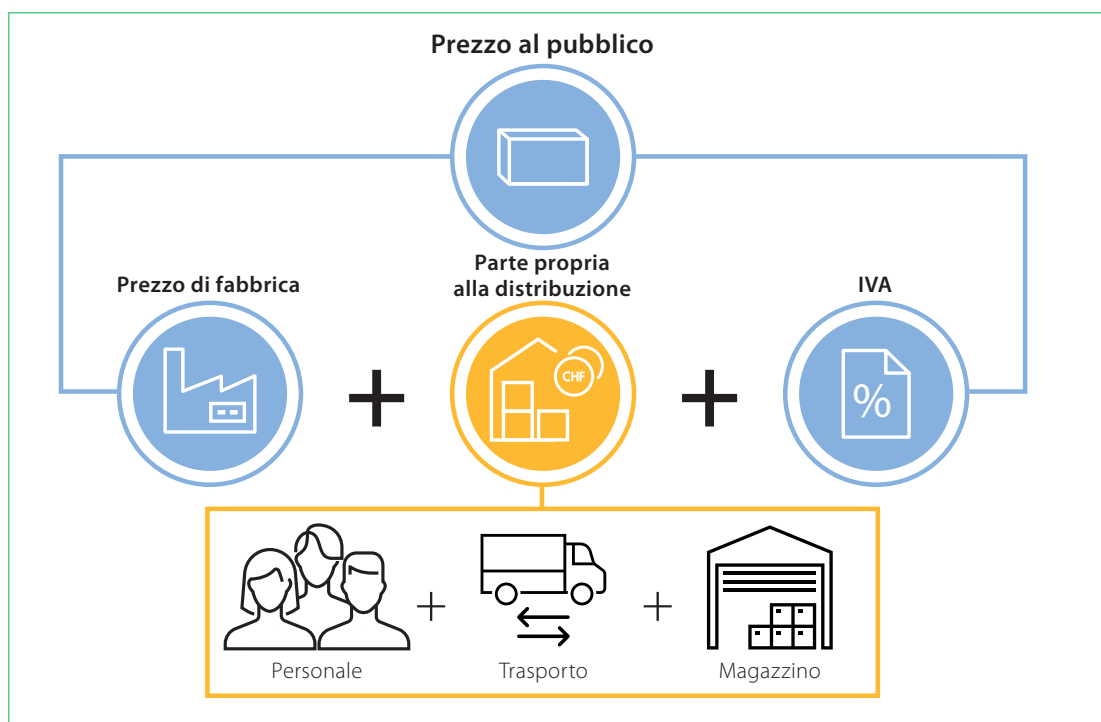 Prezzo al pubblico
Prezzo di fabbrica
Parte propria
alla distribuzione
IVA
+
CHF
+
%
+
+
Personale
Trasporto
Magazzino